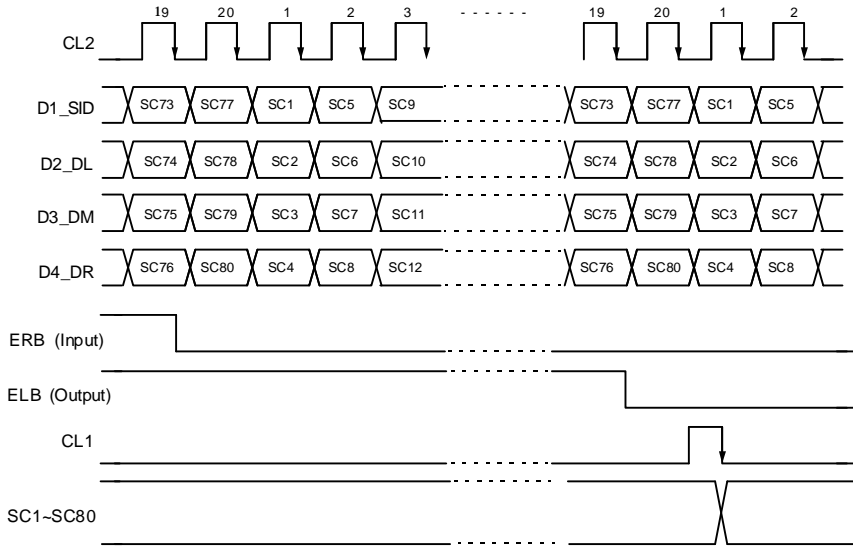 19 20 1 2 3 19 20 1 2
CL2
D1_SID SC73 SC77 SC1 SC5 SC9 SC73 SC77 SC1 SC5
D2_DL SC74 SC78 SC2 SC6 SC10 SC74 SC78 SC2 SC6
D3_DM SC75 SC79 SC3 SC7 SC11 SC75 SC79 SC3 SC7
D4_DR SC76 SC80 SC4 SC8 SC12 SC76 SC80 SC4 SC8
ERB (Input)
ELB (Output)
CL1
SC1~SC80